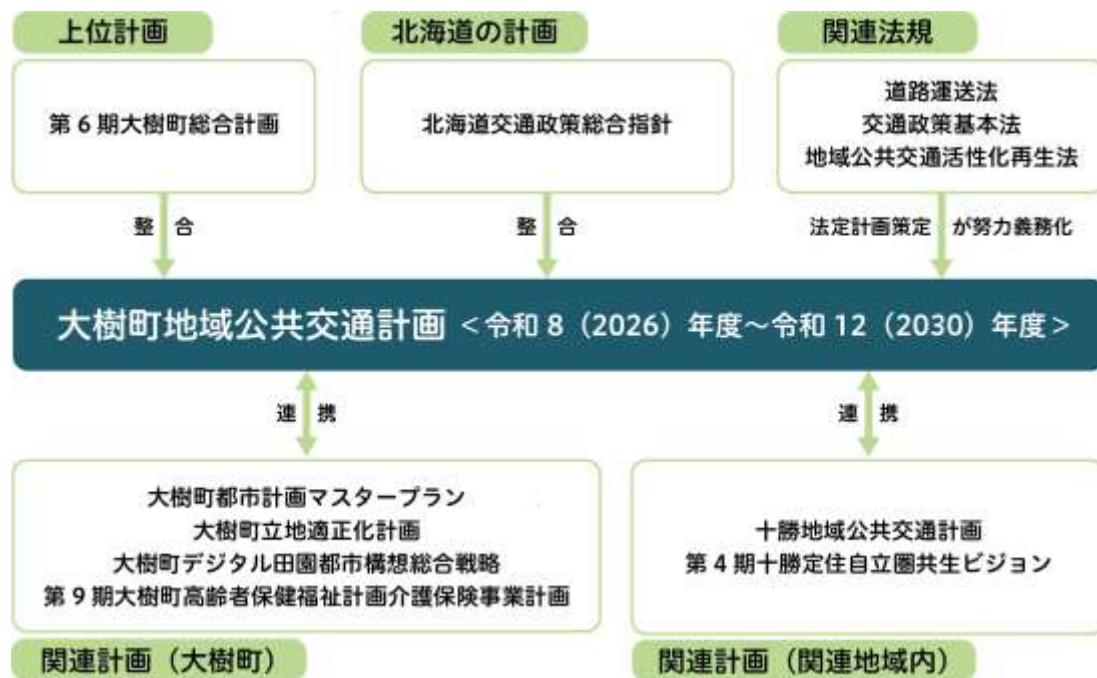 上位計画
北海道の計画
関連法規
第6期大樹町総合計画
北海道交通政策総合指針
道路運送法
交通政策基本法
地域公共交通活性化再生法
整合
整合
法定計画策定が努力義務化
大樹町地域公共交通計画 <令和8（2026）年度～令和12（2030）年度>
連携
連携
大樹町都市計画マスタープラン
大樹町立地適正化計画
大樹町デジタル田園都市構想総合戦略
第9期大樹町高齢者保健福祉計画介護保険事業計画
十勝地域公共交通計画
第4期十勝定住自立圏共生ビジョン
関連計画（大樹町）
関連計画（関連地域内）